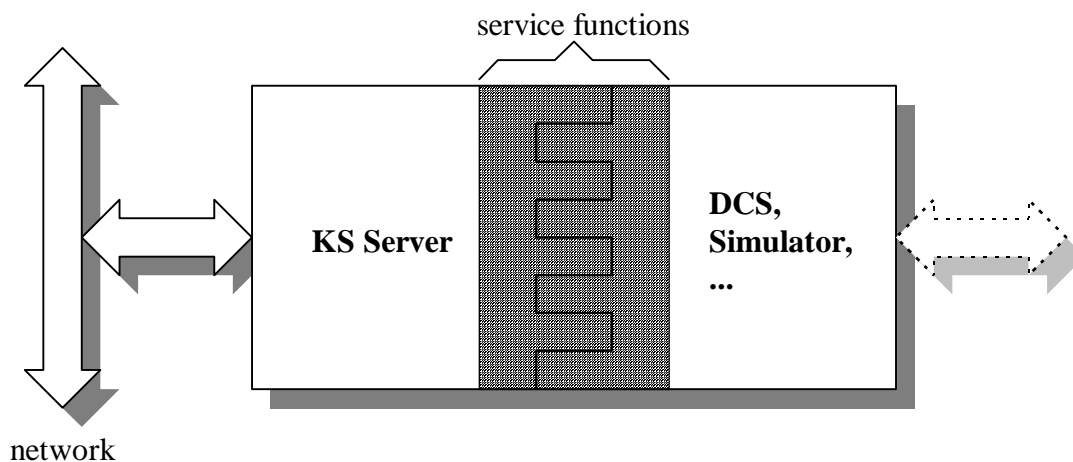 service functions
KS Server
DCS,
Simulator,
...
network